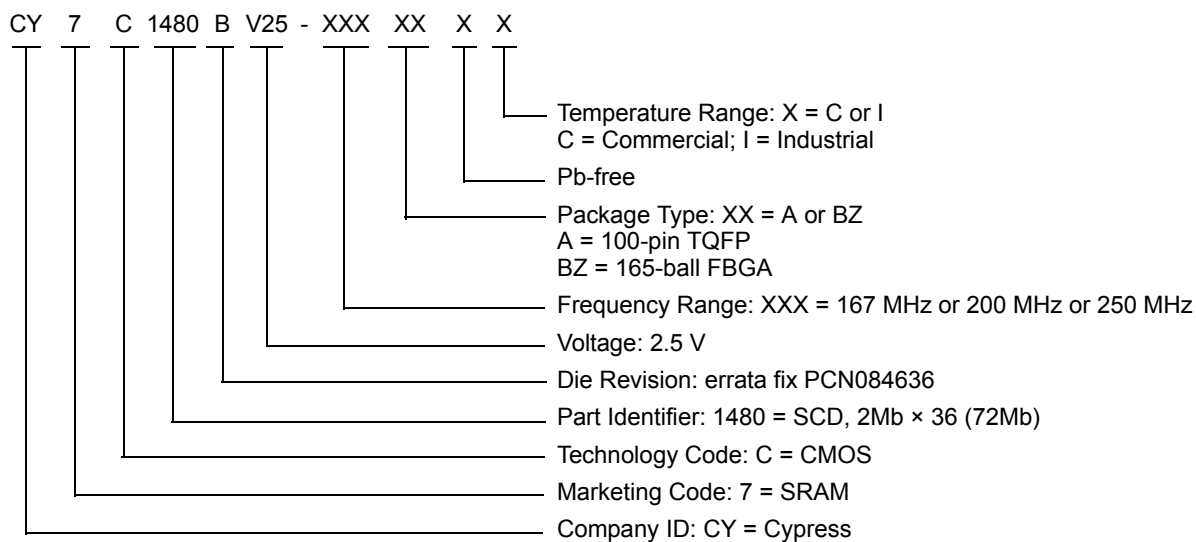 CY 7 C 1480 B V25 - XXX XX X X
Temperature Range: X = C or I
C = Commercial; I = Industrial
Pb-free
Package Type: XX = A or BZ
A = 100-pin TQFP
BZ = 165-ball FBGA
Frequency Range: XXX = 167 MHz or 200 MHz or 250 MHz
Voltage: 2.5 V
Die Revision: errata fix PCN084636
Part Identifier: 1480 = SCD, 2Mb × 36 (72Mb)
Technology Code: C = CMOS
Marketing Code: 7 = SRAM
Company ID: CY = Cypress